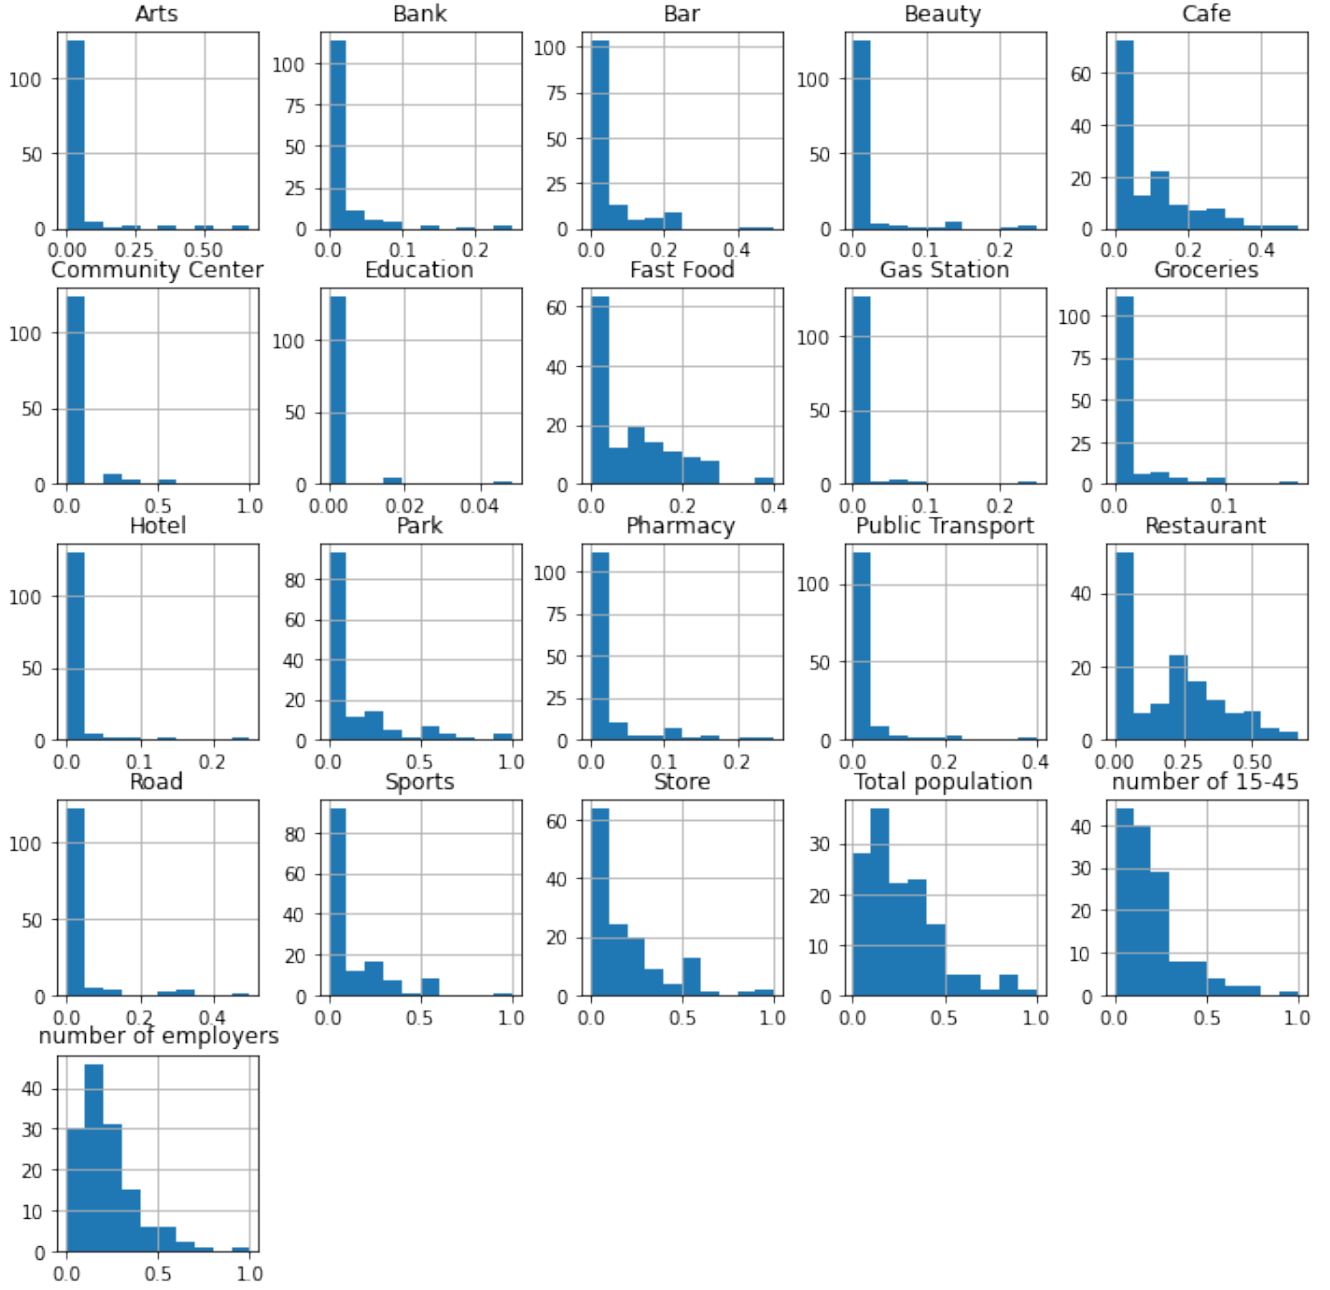 Arts Bank Bar Beauty Cafe
100 50 0
0.00 0.25 0.50
100 75 50 25 0
0.0 0.1 0.2
100 75 50 25 0
0.0 0.2 0.4
100 50 0
0.0 0.1 0.2
60 40 20 0
0.0 0.2 0.4
Community Center Education Fast Food Gas Station Groceries
100 50 0
0.0 0.5 1.0
100 50 0
0.00 0.02 0.04
60 40 20 0
0.0 0.2 0.4
100 50 0
0.0 0.1 0.2
100 75 50 25 0
0.0 0.1
Hotel Park Pharmacy Public Transport Restaurant
100 50 0
0.0 0.1 0.2
80 60 40 20 0
0.0 0.5 1.0
100 75 50 25 0
0.0 0.1 0.2
100 50 0
0.0 0.2 0.4
40 20 0
0.00 0.25 0.50
Road Sports Store Total population number of 15-45
100 50 0
0.0 0.2 0.4
80 60 40 20 0
0.0 0.5 1.0
60 40 20 0
0.0 0.5 1.0
30 20 10 0
0.0 0.5 1.0
40 30 20 10 0
0.0 0.5 1.0
number of employers
40 30 20 10 0
0.0 0.5 1.0